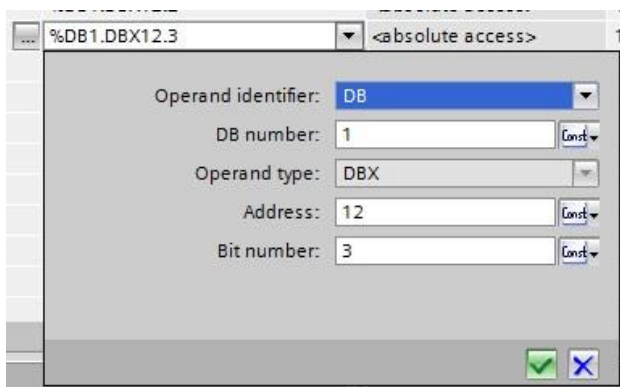 ... %DB1.DBX12.3 <absolute access> 1
Operand identifier: DB
DB number: 1 Const
Operand type: DBX
Address: 12 Const
Bit number: 3 Const